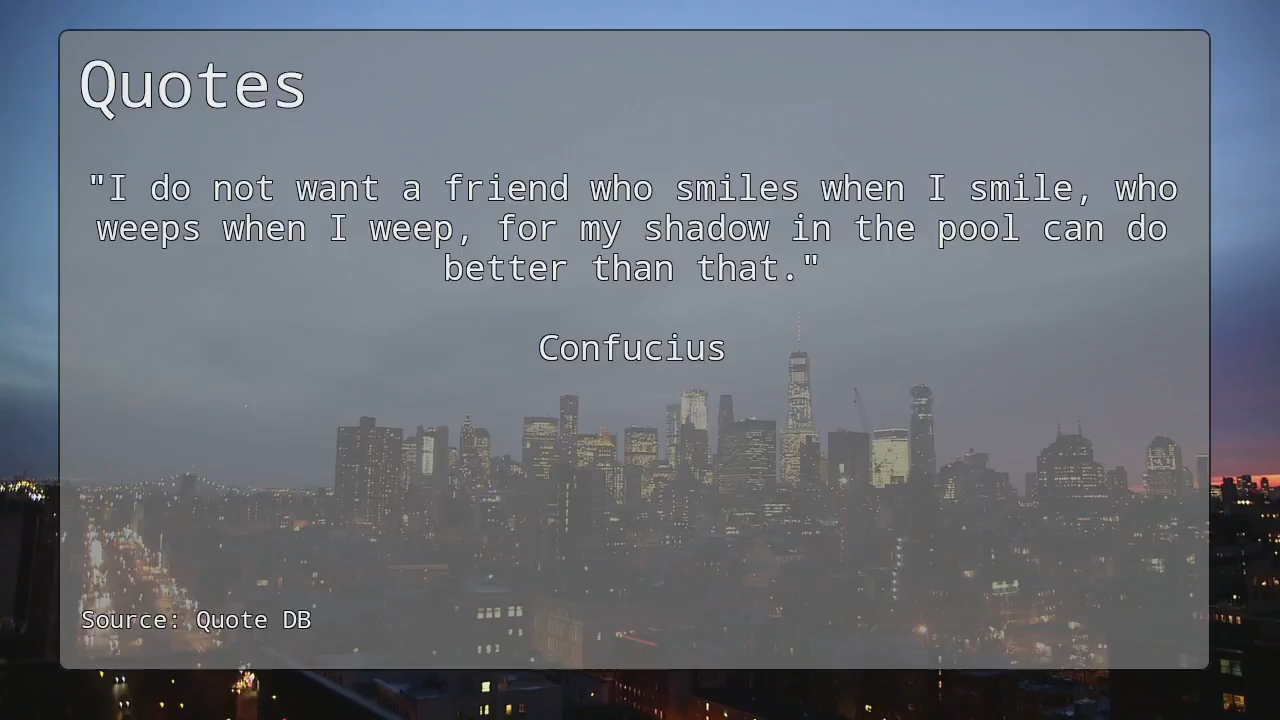 Quotes
"I do not want a friend who smiles when I smile, who
weeps when I weep, for my shadow in the pool can do
better than that."
Confucius
Source: Quote DB